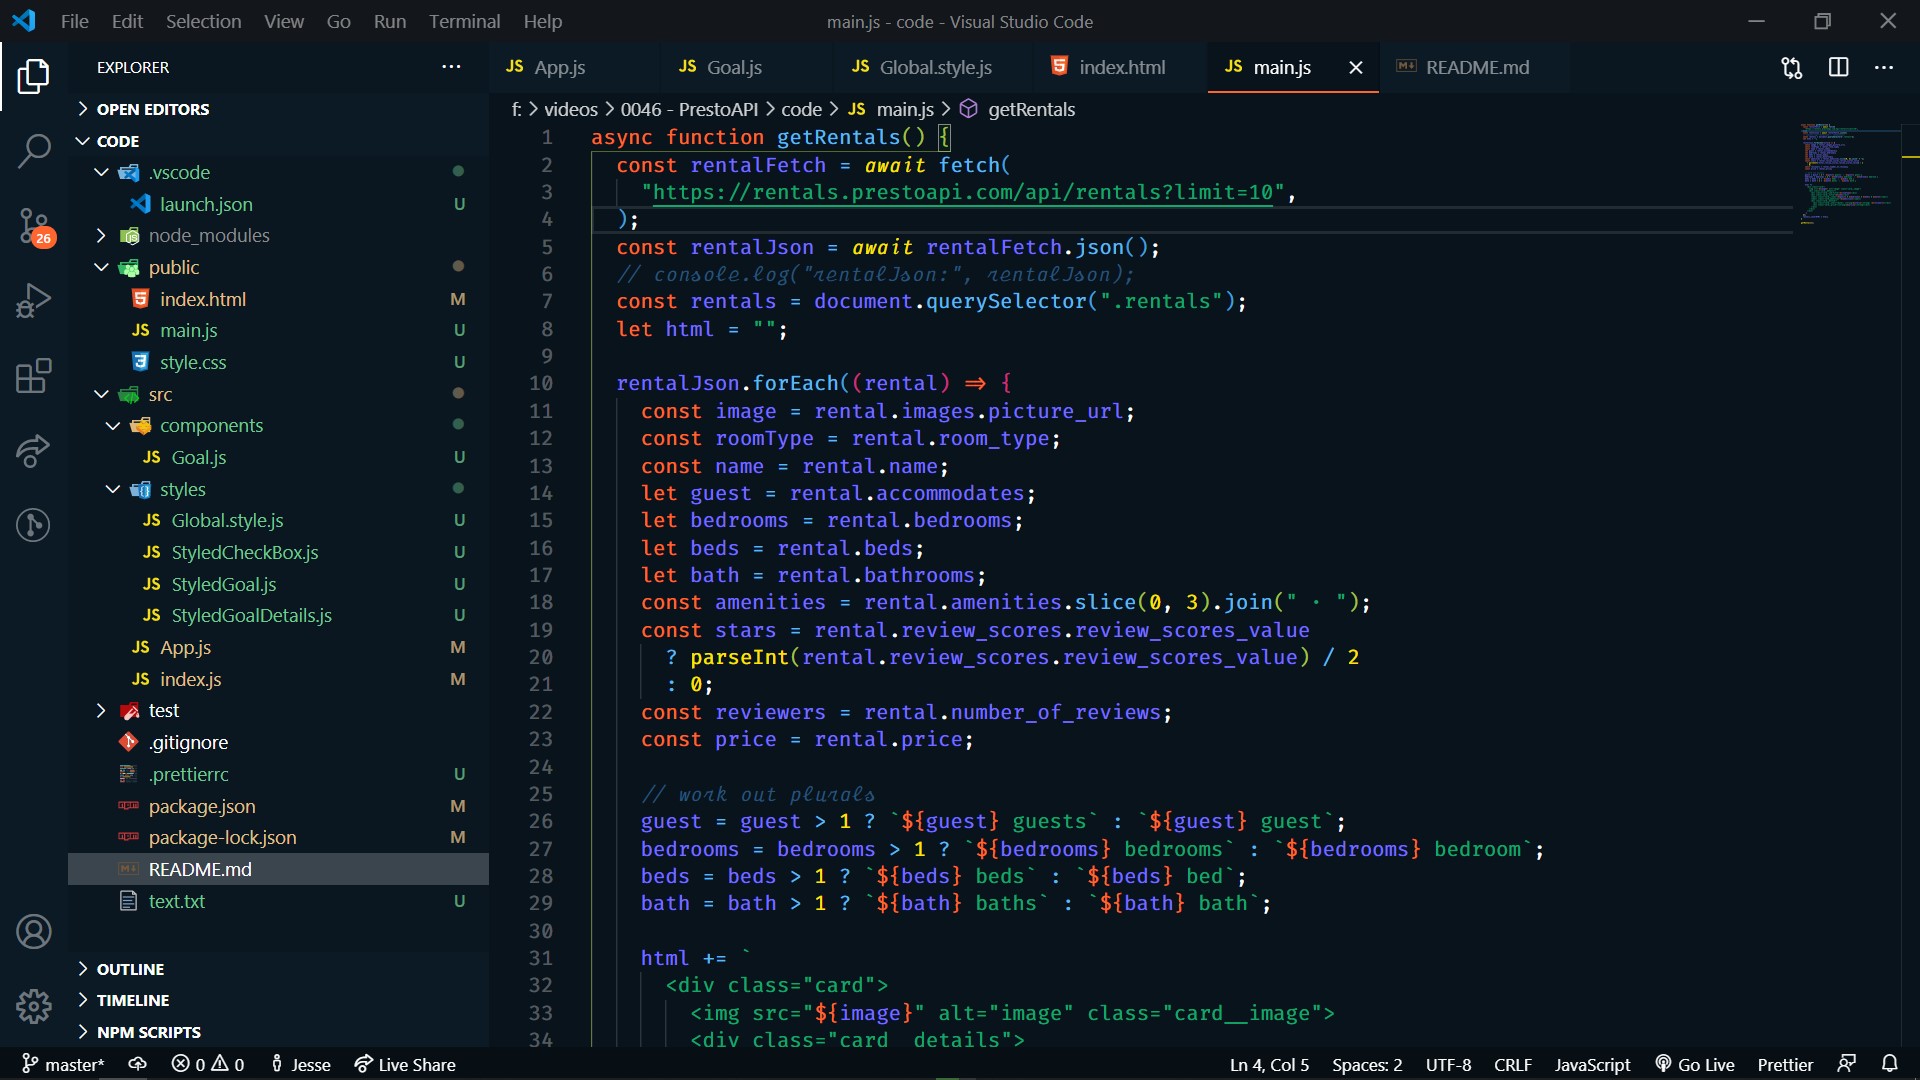 File Edit Selection View Go Run Terminal Help
main.js - code - Visual Studio Code
EXPLORER
OPEN EDITORS
CODE
.vscode
launch.json U
node_modules
public
index.html M
main.js U
style.css U
src
components
Goal.js U
styles
Global.style.js U
StyledCheckBox.js U
StyledGoal.js U
StyledGoalDetails.js U
App.js M
index.js M
test
.gitignore
.prettierrc U
package.json M
package-lock.json M
README.md
text.txt U
OUTLINE
TIMELINE
NPM SCRIPTS
26
JS App.js JS Goal.js JS Global.style.js index.html JS main.js README.md
f: > videos > 0046 - PrestoAPI > code > JS main.js > getRentals
1 async function getRentals() {
2 const rentalFetch = await fetch(
3 "https://rentals.prestoapi.com/api/rentals?limit=10",
4 );
5 const rentalJson = await rentalFetch.json();
6 // console.log("rentalJson:", rentalJson);
7 const rentals = document.querySelector(".rentals");
8 let html = "";
9
10 rentalJson.forEach((rental) => {
11 const image = rental.images.picture_url;
12 const roomType = rental.room_type;
13 const name = rental.name;
14 let guest = rental.accommodates;
15 let bedrooms = rental.bedrooms;
16 let beds = rental.beds;
17 let bath = rental.bathrooms;
18 const amenities = rental.amenities.slice(0, 3).join(" · ");
19 const stars = rental.review_scores.review_scores_value
20 ? parseInt(rental.review_scores.review_scores_value) / 2
21 : 0;
22 const reviewers = rental.number_of_reviews;
23 const price = rental.price;
24
25 // work out plurals
26 guest = guest > 1 ? `${guest} guests` : `${guest} guest`;
27 bedrooms = bedrooms > 1 ? `${bedrooms} bedrooms` : `${bedrooms} bedroom`;
28 beds = beds > 1 ? `${beds} beds` : `${beds} bed`;
29 bath = bath > 1 ? `${bath} baths` : `${bath} bath`;
30
31 html += `
32 <div class="card">
33 <img src="${image}" alt="image" class="card__image">
34 <div class="card__details">
master* 0 0 Jesse Live Share Ln 4, Col 5 Spaces: 2 UTF-8 CRLF JavaScript Go Live Prettier